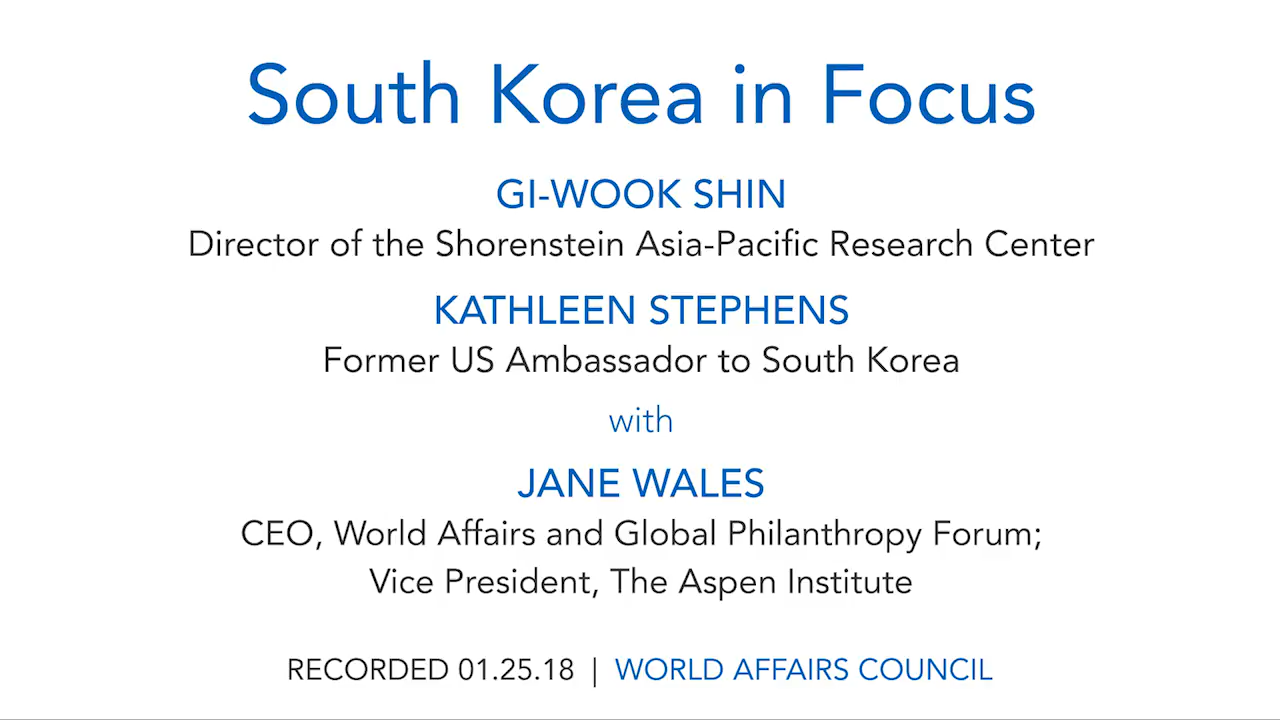 South Korea in Focus
GI-WOOK SHIN
Director of the Shorenstein Asia-Pacific Research Center
KATHLEEN STEPHENS
Former US Ambassador to South Korea
with
JANE WALES
CEO, World Affairs and Global Philanthropy Forum;
Vice President, The Aspen Institute
RECORDED 01.25.18 | WORLD AFFAIRS COUNCIL